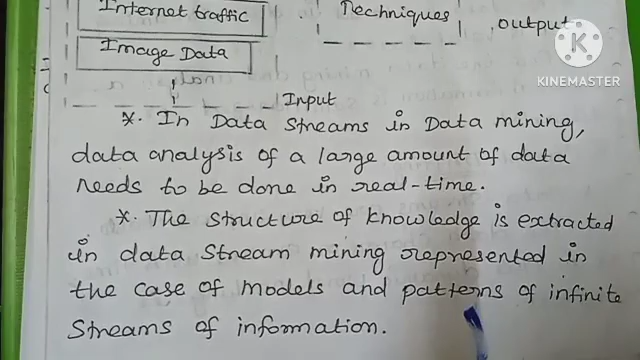 Internet traffic
Techniques
output
Image Data
Input
KINEMASTER
*. In Data Streams in Data mining,
data analysis of a large amount of data
needs to be done in real-time.
*. The structure of knowledge is extracted
in data stream mining represented in
the case of models and patterns of infinite
streams of information.